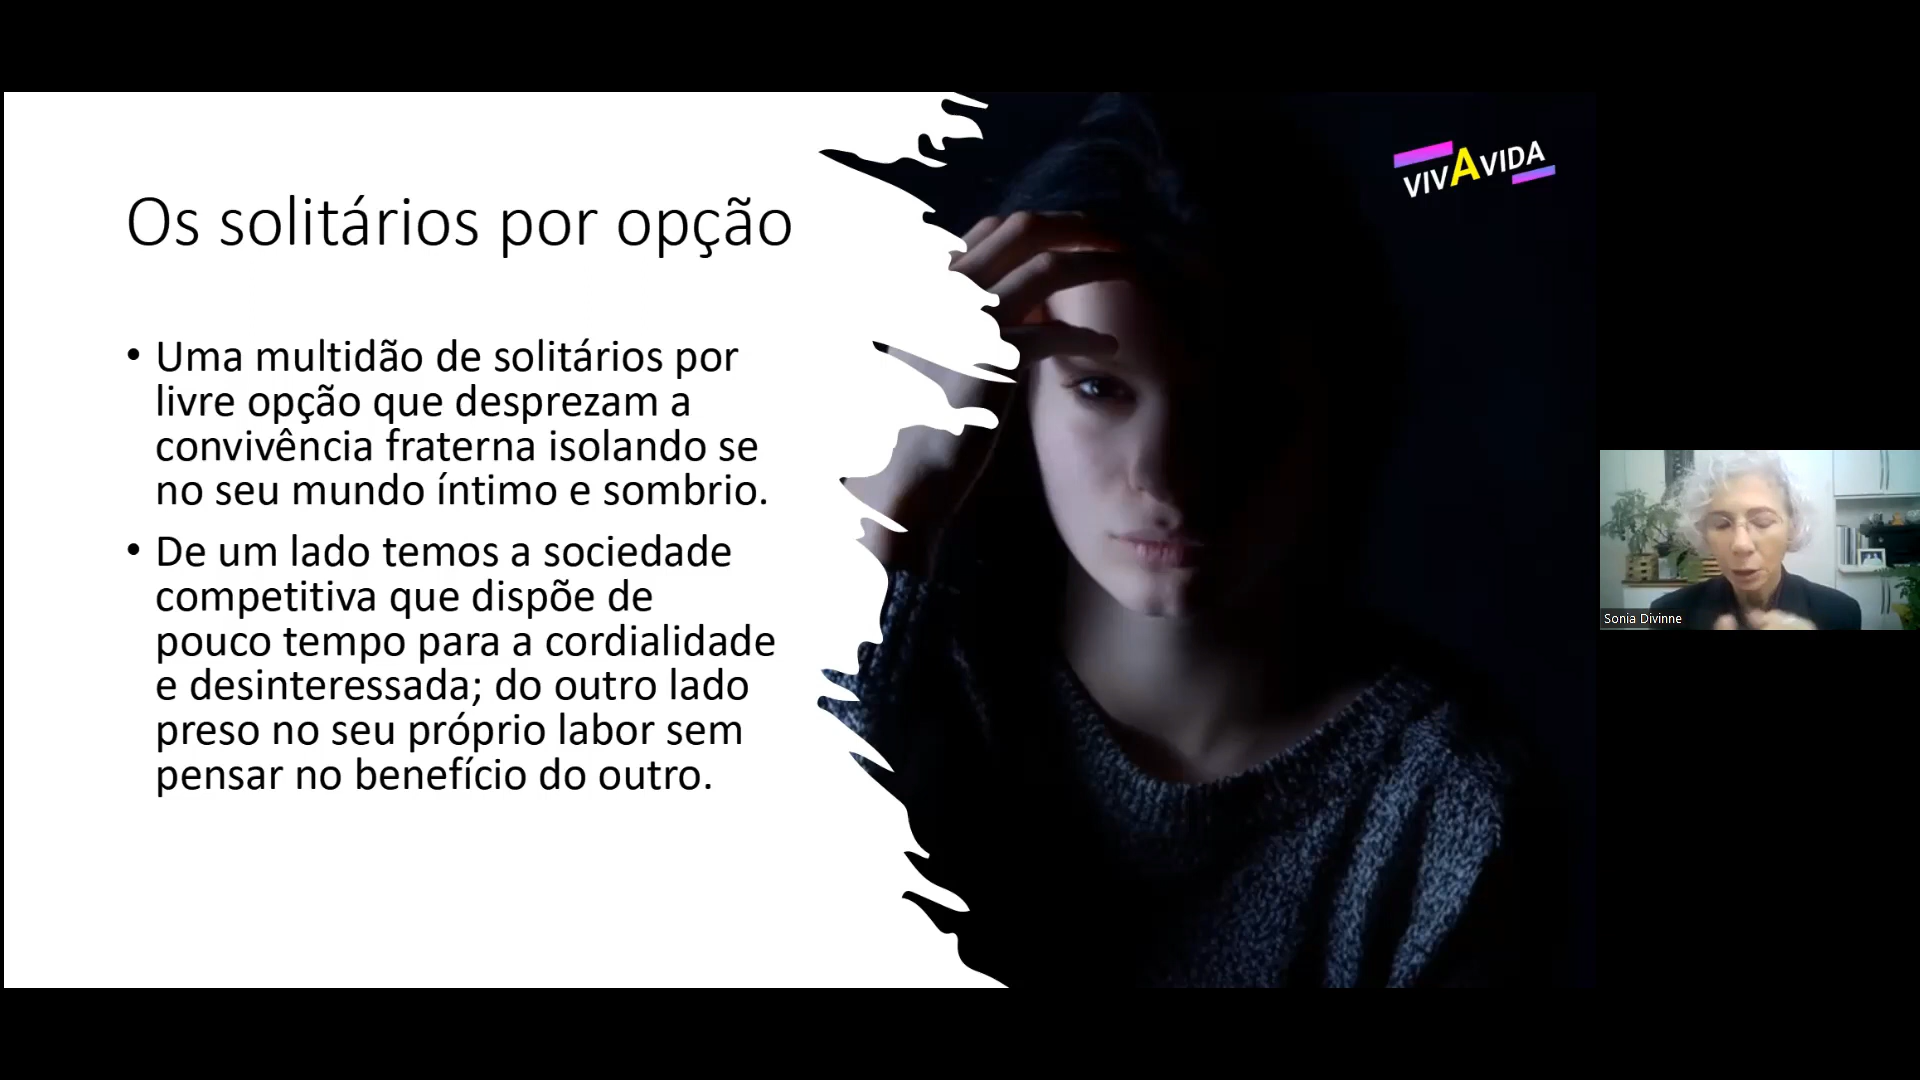 VIVAVIDA
Os solitários por opção
• Uma multidão de solitários por
livre opção que desprezam a
convivência fraterna isolando se
no seu mundo íntimo e sombrio.
• De um lado temos a sociedade
competitiva que dispõe de
pouco tempo para a cordialidade
e desinteressada; do outro lado
preso no seu próprio labor sem
pensar no benefício do outro.
Sonia Divinne